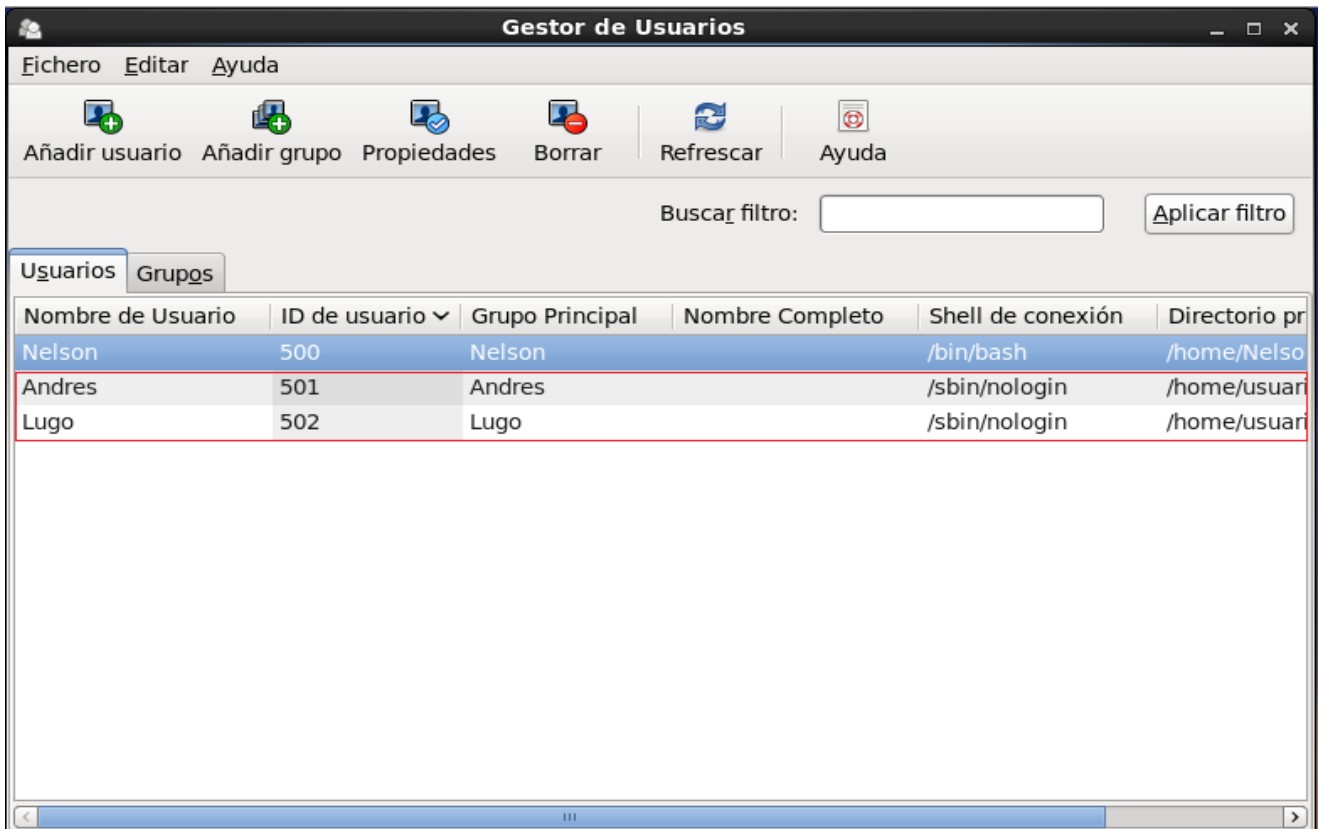 Gestor de Usuarios
Fichero Editar Ayuda
Añadir usuario Añadir grupo Propiedades Borrar Refrescar Ayuda
Buscar filtro: Aplicar filtro
Usuarios Grupos
Nombre de Usuario ID de usuario Grupo Principal Nombre Completo Shell de conexión Directorio pr
Nelson 500 Nelson /bin/bash /home/Nelso
Andres 501 Andres /sbin/nologin /home/usuari
Lugo 502 Lugo /sbin/nologin /home/usuari